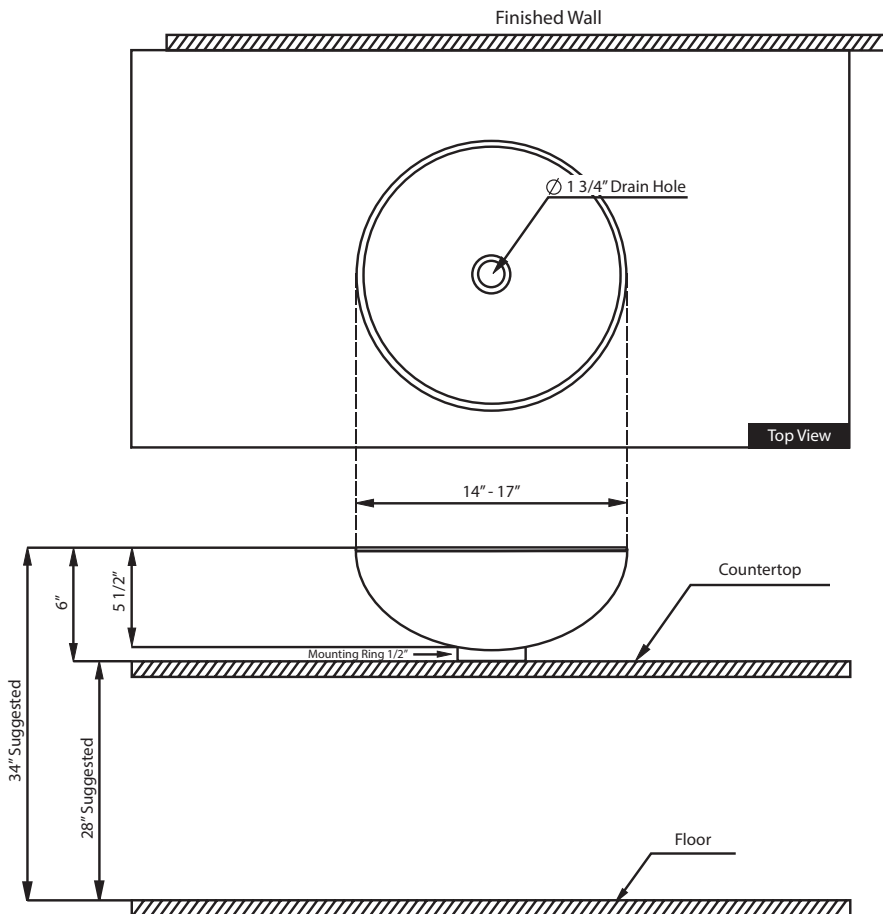 Finished Wall
∅ 1 3/4” Drain Hole
Top View
14” - 17”
Countertop
6”
5 1/2”
Mounting Ring 1/2”
34” Suggested
28” Suggested
Floor